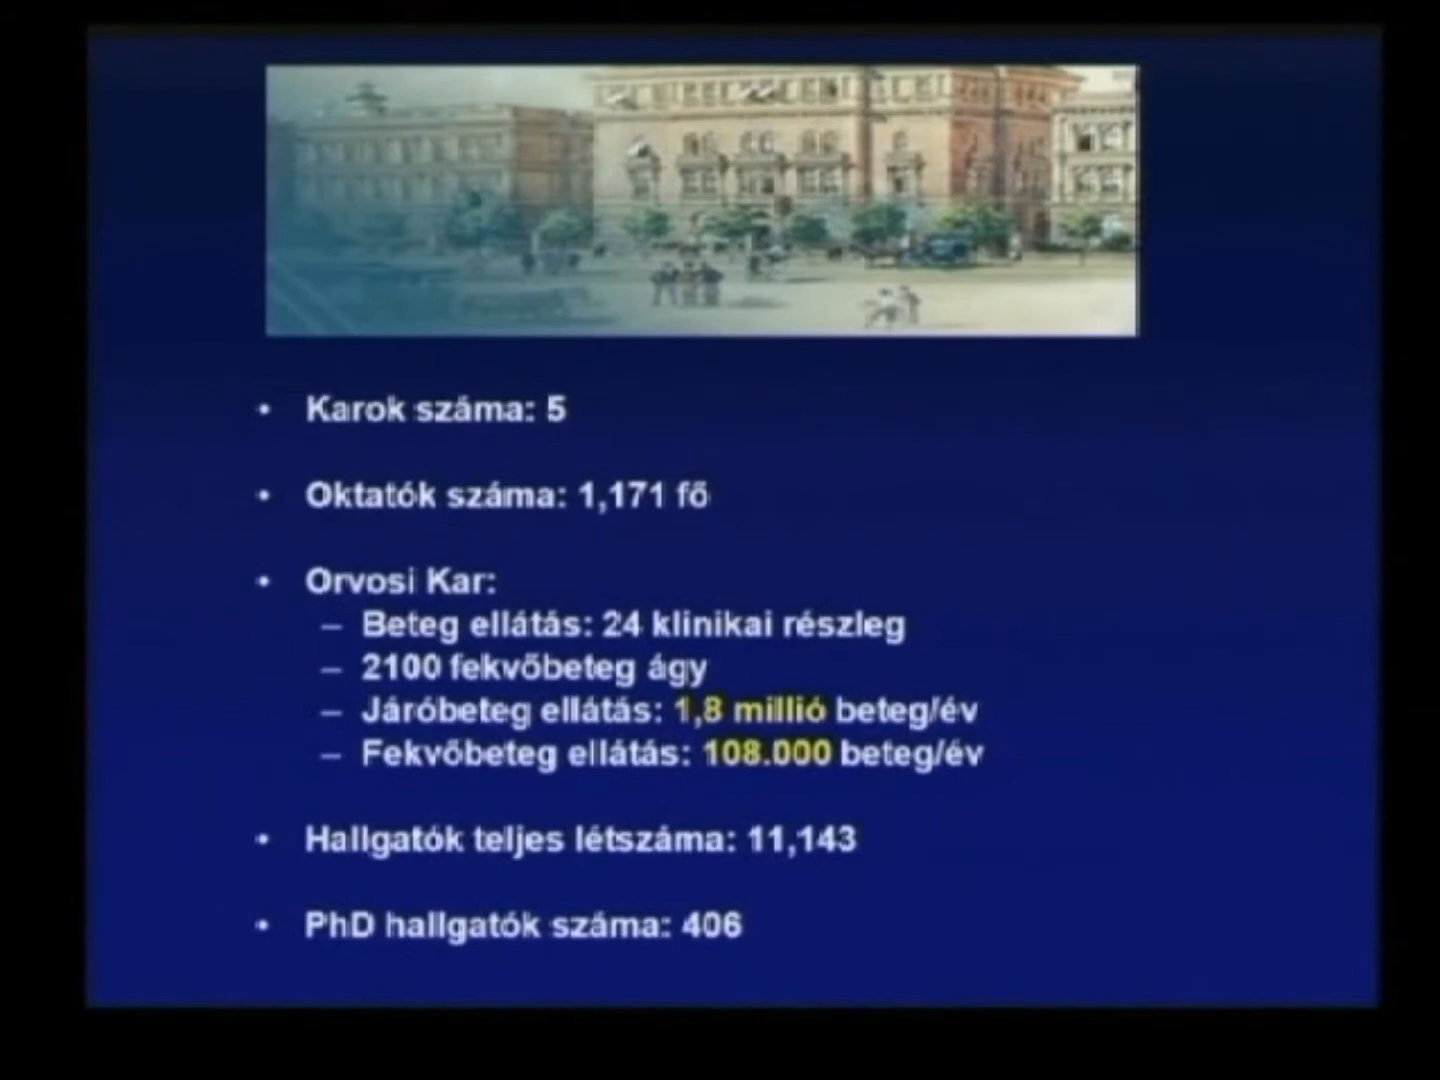 • Karok száma: 5
• Oktatók száma: 1,171 fő
• Orvosi Kar:
– Beteg ellátás: 24 klinikai részleg
– 2100 fekvőbeteg ágy
– Járóbeteg ellátás: 1,8 millió beteg/év
– Fekvőbeteg ellátás: 108.000 beteg/év
• Hallgatók teljes létszáma: 11,143
• PhD hallgatók száma: 406